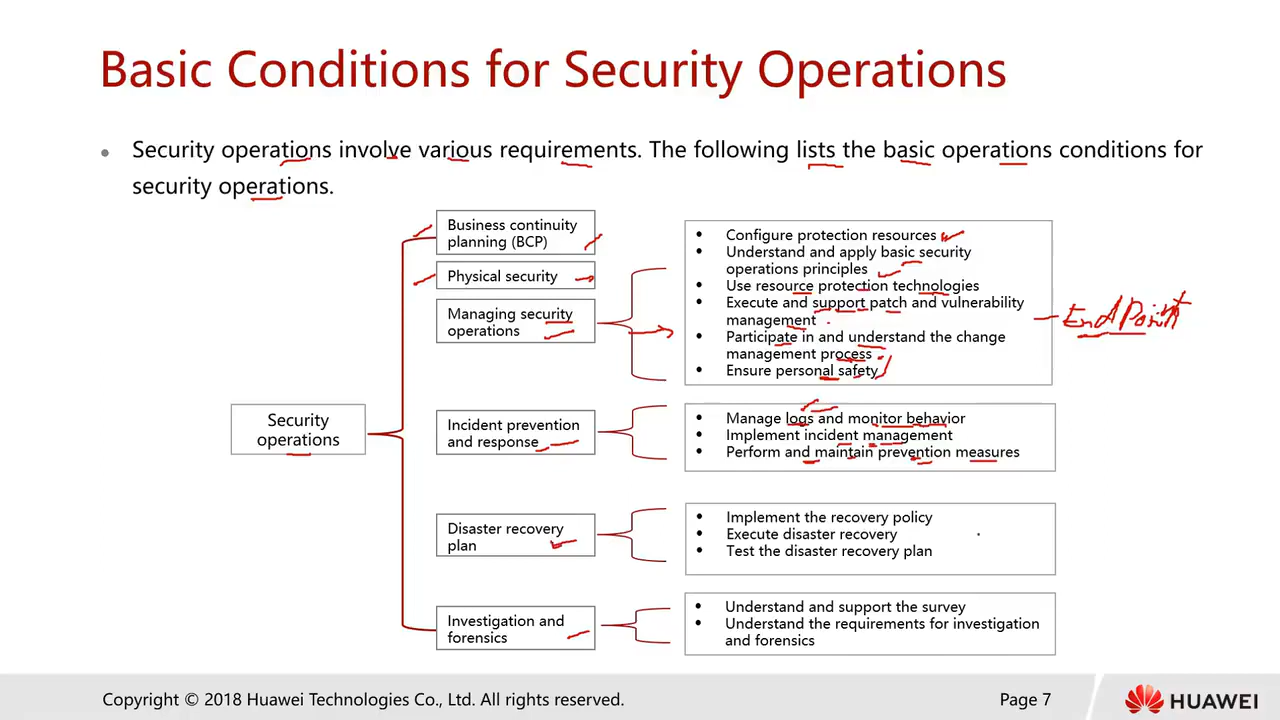 Basic Conditions for Security Operations
• Security operations involve various requirements. The following lists the basic operations conditions for
security operations.
Business continuity
planning (BCP)
Physical security
Managing security
operations
• Configure protection resources
• Understand and apply basic security
operations principles
• Use resource protection technologies
• Execute and support patch and vulnerability
management
• Participate in and understand the change
management process
• Ensure personal safety
EndPoint
Security
operations
Incident prevention
and response
• Manage logs and monitor behavior
• Implement incident management
• Perform and maintain prevention measures
Disaster recovery
plan
• Implement the recovery policy
• Execute disaster recovery
• Test the disaster recovery plan
Investigation and
forensics
• Understand and support the survey
• Understand the requirements for investigation
and forensics
Copyright © 2018 Huawei Technologies Co., Ltd. All rights reserved.
Page 7
HUAWEI